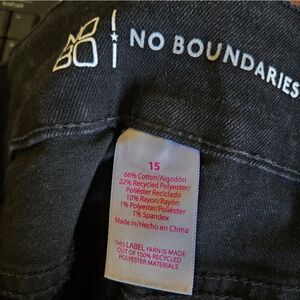 NO
BO
NO BOUNDARIES
15
66% Cotton/Algodón
22% Recycled Polyester/
Poliéster Reciclado
10% Rayon/Rayón
1% Polyester/Poliéster
1% Spandex
Made in/Hecho en China
THIS LABEL YARN IS MADE
OUT OF 100% RECYCLED
POLYESTER MATERIALS